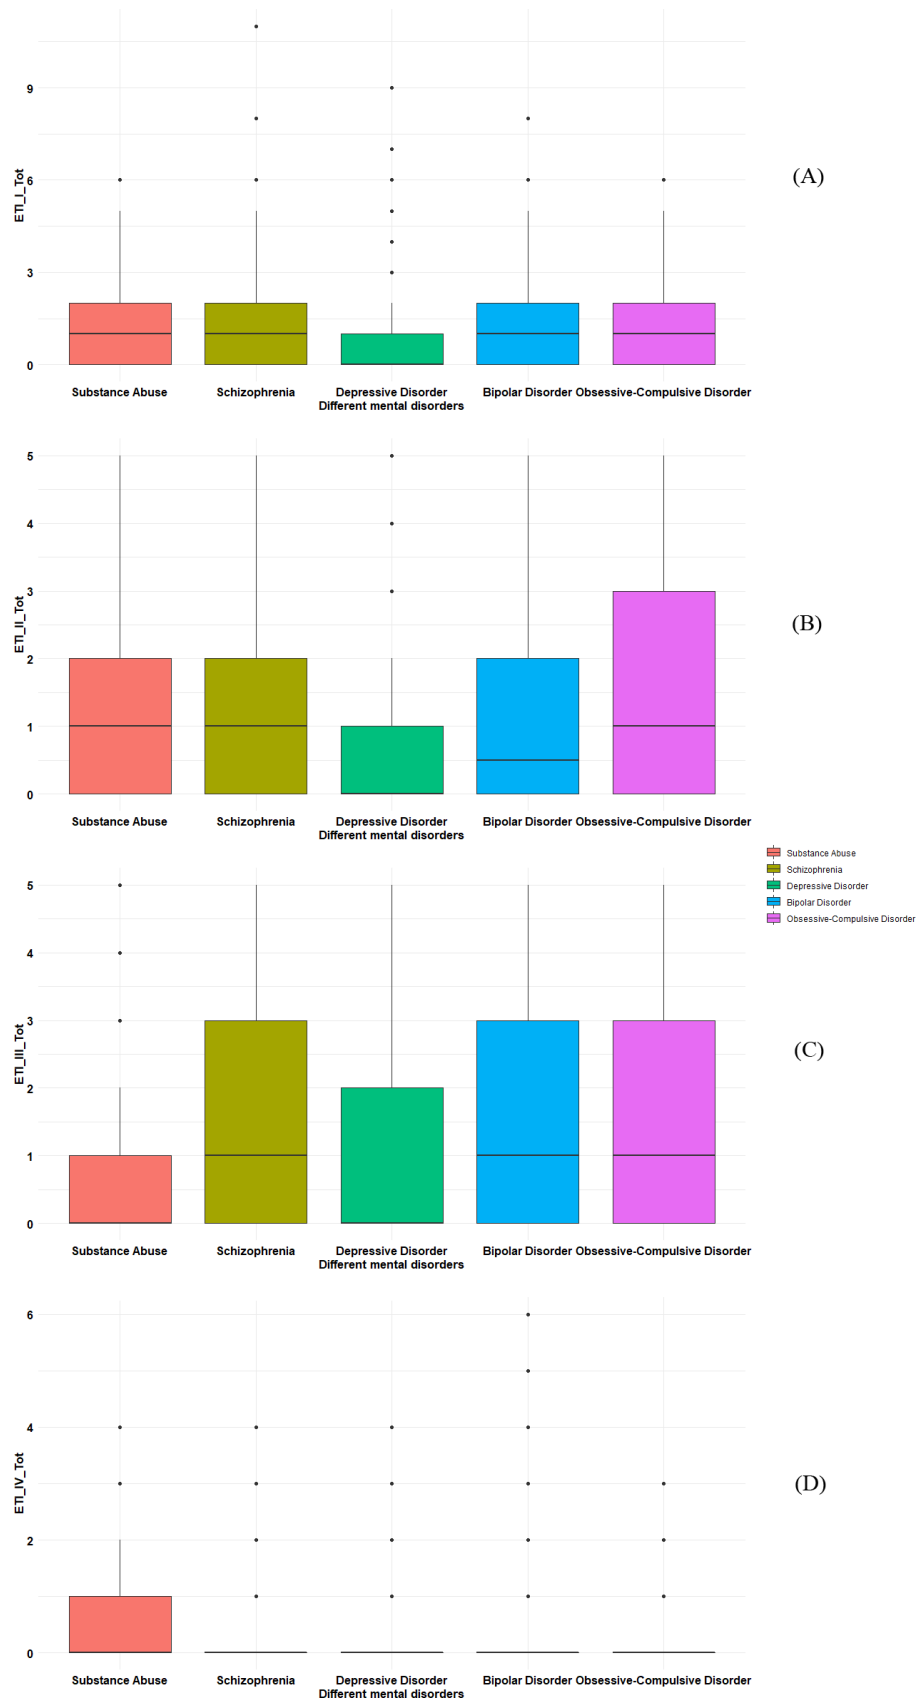 9
ETI_I_Tot
6
(A)
3
0
Substance Abuse Schizophrenia Depressive Disorder Bipolar Disorder Obsessive-Compulsive Disorder
Different mental disorders
5
4
3
ETI_II_Tot
(B)
2
1
0
Substance Abuse Schizophrenia Depressive Disorder Bipolar Disorder Obsessive-Compulsive Disorder
Different mental disorders
Substance Abuse
Schizophrenia
Depressive Disorder
Bipolar Disorder
Obsessive-Compulsive Disorder
5
4
3
ETI_III_Tot
(C)
2
1
0
Substance Abuse Schizophrenia Depressive Disorder Bipolar Disorder Obsessive-Compulsive Disorder
Different mental disorders
6
4
ETI_IV_Tot
(D)
2
0
Substance Abuse Schizophrenia Depressive Disorder Bipolar Disorder Obsessive-Compulsive Disorder
Different mental disorders